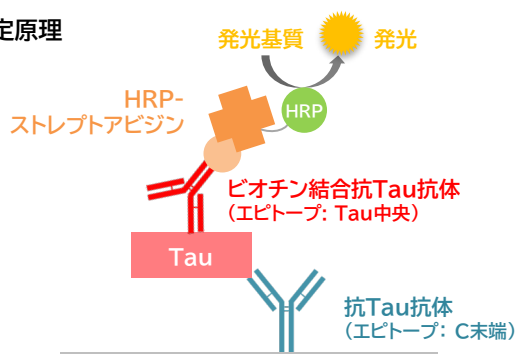 定原理
発光基質
発光
HRP-
ストレプトアビジン
HRP
ビオチン結合抗Tau抗体
(エピトープ: Tau中央)
Tau
抗Tau抗体
(エピトープ: C末端)